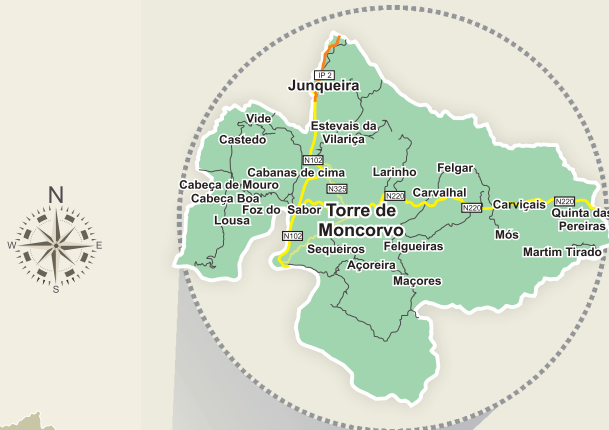 IP 2
Junqueira
Vide
Castedo
Estevais da
Vilariça
N102
Cabanas de cima
Larinho
Felgar
Cabeça de Mouro
N325
N220
Carvalhal
Cabeça Boa
N220
Carviçais
N220
Foz do Sabor
Torre de
Moncorvo
Quinta das
Pereiras
Lousa
N102
Mós
Sequeiros
Felgueiras
Martim Tirado
Açoreira
Maçores
N
W
E
S